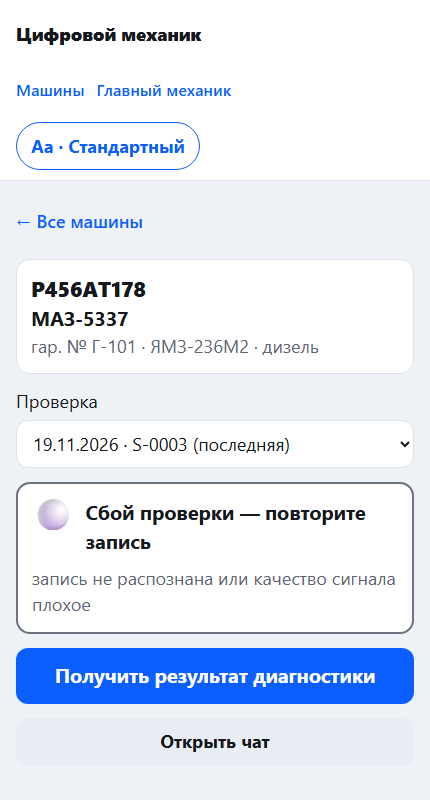 Цифровой механик
Машины Главный механик
Aa · Стандартный
← Все машины
Р456АТ178
МАЗ-5337
гар. № Г-101 · ЯМЗ-236М2 · дизель
Проверка
19.11.2026 · S-0003 (последняя)
Сбой проверки — повторите
запись
запись не распознана или качество сигнала
плохое
Получить результат диагностики
Открыть чат